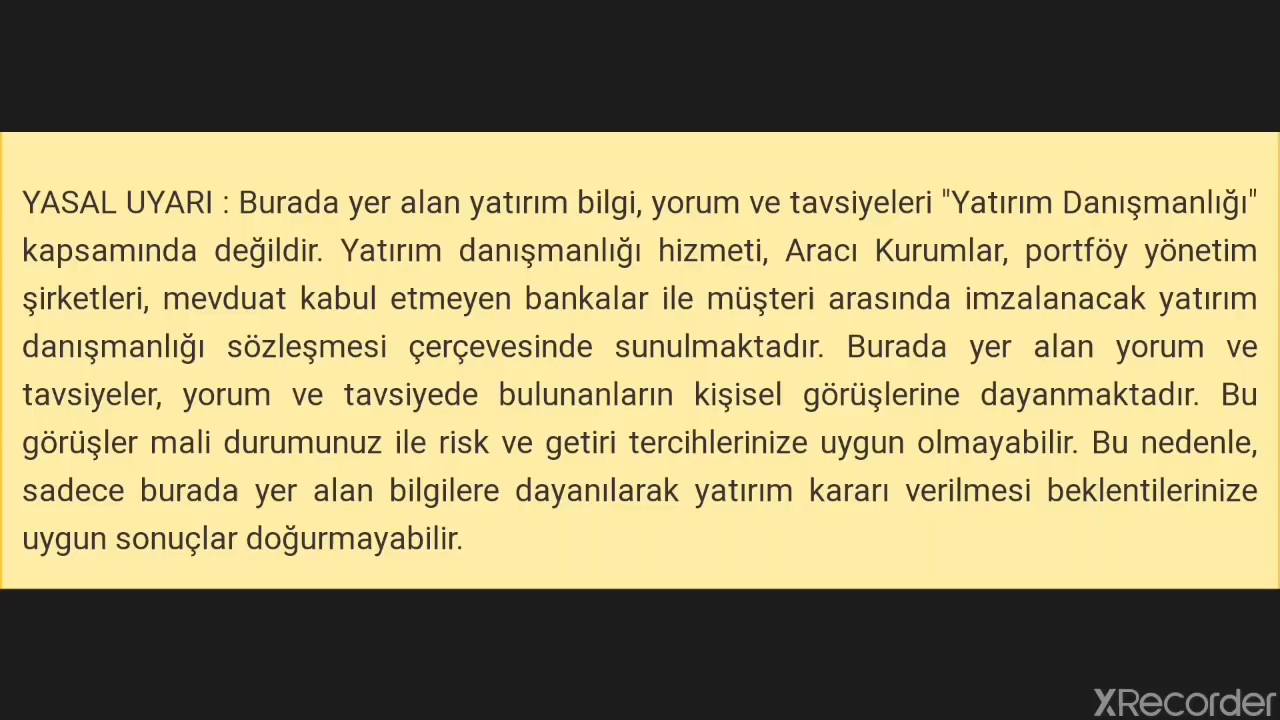 YASAL UYARI : Burada yer alan yatırım bilgi, yorum ve tavsiyeleri "Yatırım Danışmanlığı"
kapsamında değildir. Yatırım danışmanlığı hizmeti, Aracı Kurumlar, portföy yönetim
şirketleri, mevduat kabul etmeyen bankalar ile müşteri arasında imzalanacak yatırım
danışmanlığı sözleşmesi çerçevesinde sunulmaktadır. Burada yer alan yorum ve
tavsiyeler, yorum ve tavsiyede bulunanların kişisel görüşlerine dayanmaktadır. Bu
görüşler mali durumunuz ile risk ve getiri tercihlerinize uygun olmayabilir. Bu nedenle,
sadece burada yer alan bilgilere dayanılarak yatırım kararı verilmesi beklentilerinize
uygun sonuçlar doğurmayabilir.
XRecorder